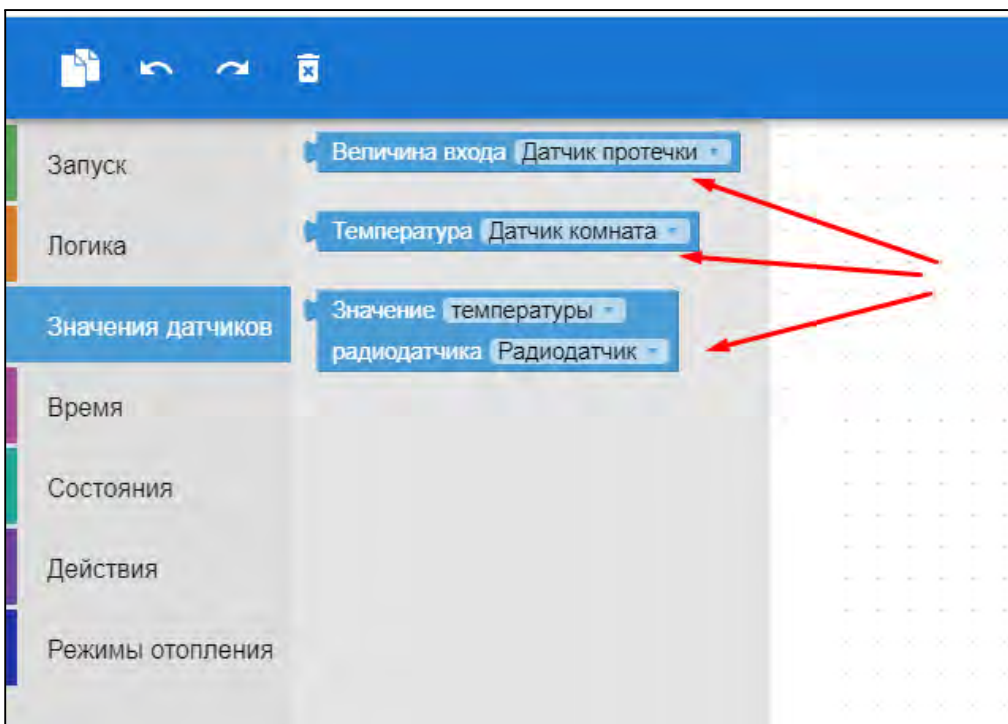 Запуск
Логика
Значения датчиков
Время
Состояния
Действия
Режимы отопления
Величина входа Датчик протечки
Температура Датчик комната
Значение температуры
радиодатчика Радиодатчик